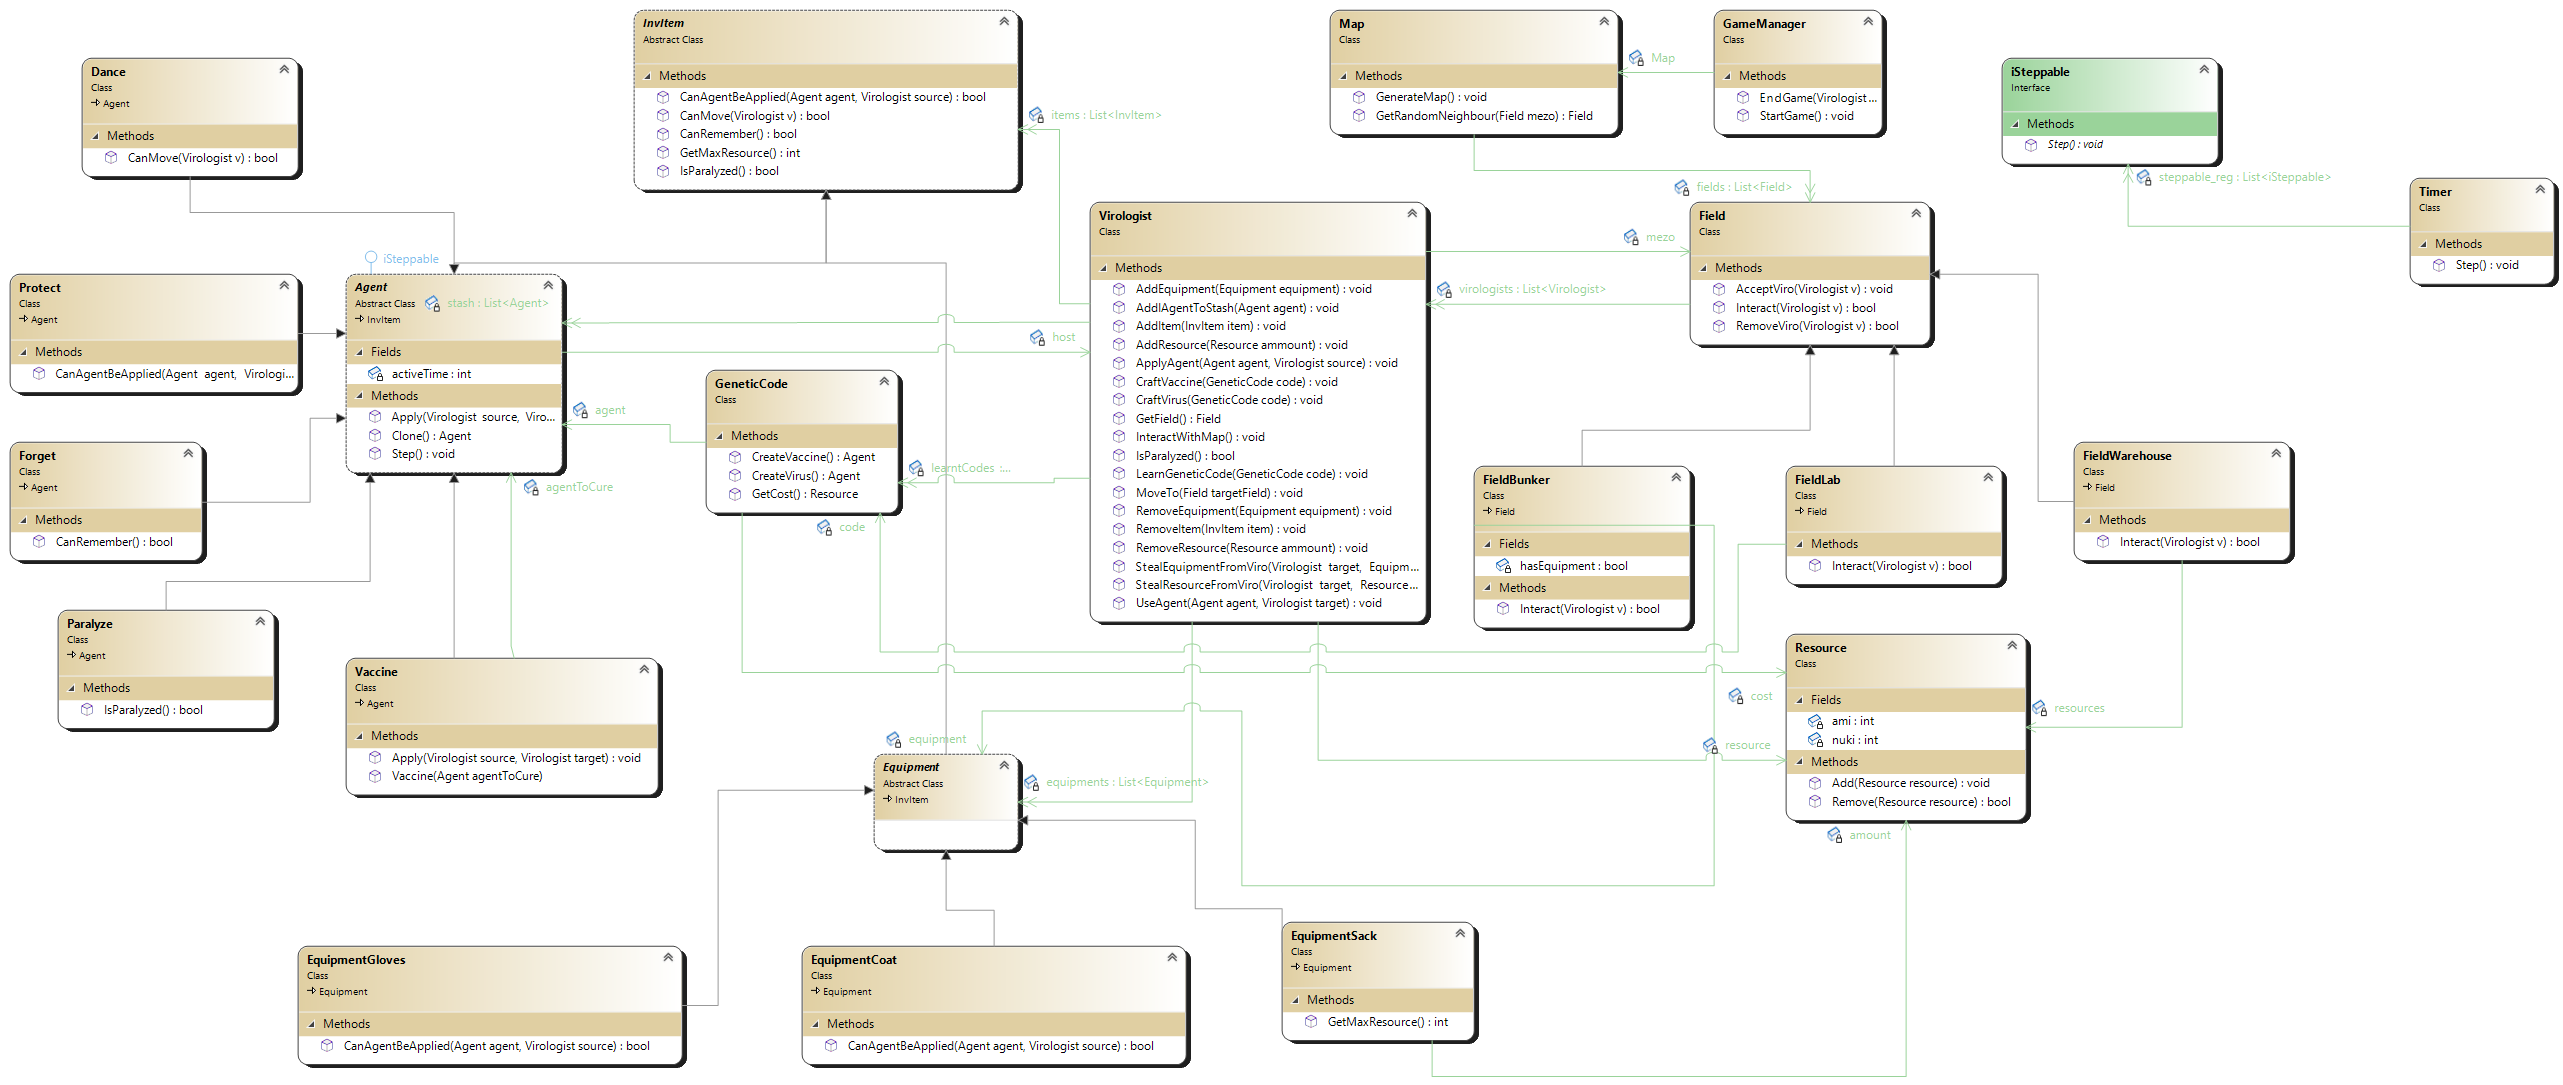 InvItem
Abstract Class
Methods
CanAgentBeApplied(Agent agent, Virologist source) : bool
CanMove(Virologist v) : bool
CanRemember() : bool
GetMaxResource() : int
IsParalyzed() : bool
Map
Class
Methods
GenerateMap() : void
GetRandomNeighbour(Field mezo) : Field
Map
GameManager
Class
Methods
EndGame(Virologist ...
StartGame() : void
Dance
Class
Agent
Methods
CanMove(Virologist v) : bool
iSteppable
Interface
Methods
Step() : void
steppable_reg : List<iSteppable>
Timer
Class
Methods
Step() : void
items : List<InvItem>
fields : List<Field>
Virologist
Class
Methods
AddEquipment(Equipment equipment) : void
AddlAgentToStash(Agent agent) : void
AddItem(InvItem item) : void
AddResource(Resource ammount) : void
ApplyAgent(Agent agent, Virologist source) : void
CraftVaccine(GeneticCode code) : void
CraftVirus(GeneticCode code) : void
GetField() : Field
InteractWithMap() : void
IsParalyzed() : bool
LearnGeneticCode(GeneticCode code) : void
MoveTo(Field targetField) : void
RemoveEquipment(Equipment equipment) : void
RemoveItem(InvItem item) : void
RemoveResource(Resource ammount) : void
StealEquipmentFromViro(Virologist target, Equipm...
StealResourceFromViro(Virologist target, Resource...
UseAgent(Agent agent, Virologist target) : void
mezo
virologists : List<Virologist>
Field
Class
Methods
AcceptViro(Virologist v) : void
Interact(Virologist v) : bool
RemoveViro(Virologist v) : bool
iSteppable
Protect
Class
Agent
Methods
CanAgentBeApplied(Agent agent, Virologi...
Agent
Abstract Class
InvItem
stash : List<Agent>
Fields
activeTime : int
Methods
Apply(Virologist source, Viro...
Clone() : Agent
Step() : void
host
agent
GeneticCode
Class
Methods
CreateVaccine() : Agent
CreateVirus() : Agent
GetCost() : Resource
learntCodes :...
code
agentToCure
Forget
Class
Agent
Methods
CanRemember() : bool
FieldBunker
Class
Field
Fields
hasEquipment : bool
Methods
Interact(Virologist v) : bool
FieldLab
Class
Field
Methods
Interact(Virologist v) : bool
FieldWarehouse
Class
Field
Methods
Interact(Virologist v) : bool
Paralyze
Class
Agent
Methods
IsParalyzed() : bool
Vaccine
Class
Agent
Methods
Apply(Virologist source, Virologist target) : void
Vaccine(Agent agentToCure)
Resource
Class
Fields
ami : int
nuki : int
Methods
Add(Resource resource) : void
Remove(Resource resource) : bool
cost
resources
resource
amount
equipment
Equipment
Abstract Class
InvItem
equipments : List<Equipment>
EquipmentGloves
Class
Equipment
Methods
CanAgentBeApplied(Agent agent, Virologist source) : bool
EquipmentCoat
Class
Equipment
Methods
CanAgentBeApplied(Agent agent, Virologist source) : bool
EquipmentSack
Class
Equipment
Methods
GetMaxResource() : int